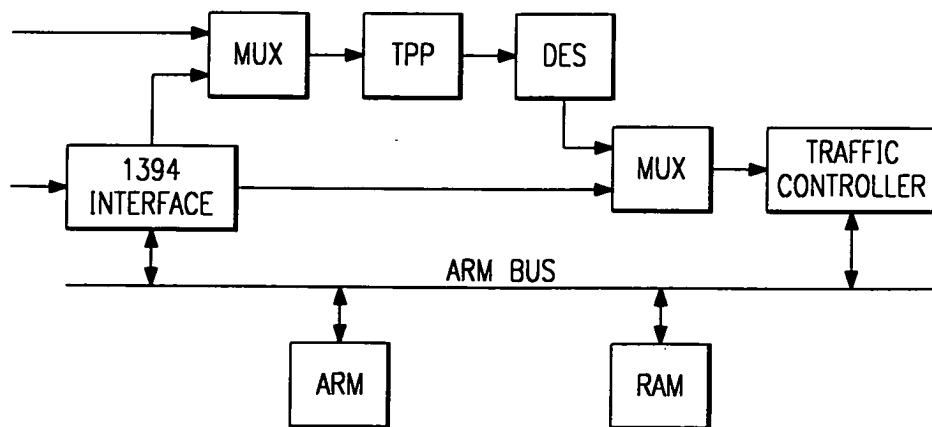 MUX
TPP
DES
1394
INTERFACE
MUX
TRAFFIC
CONTROLLER
ARM BUS
ARM
RAM